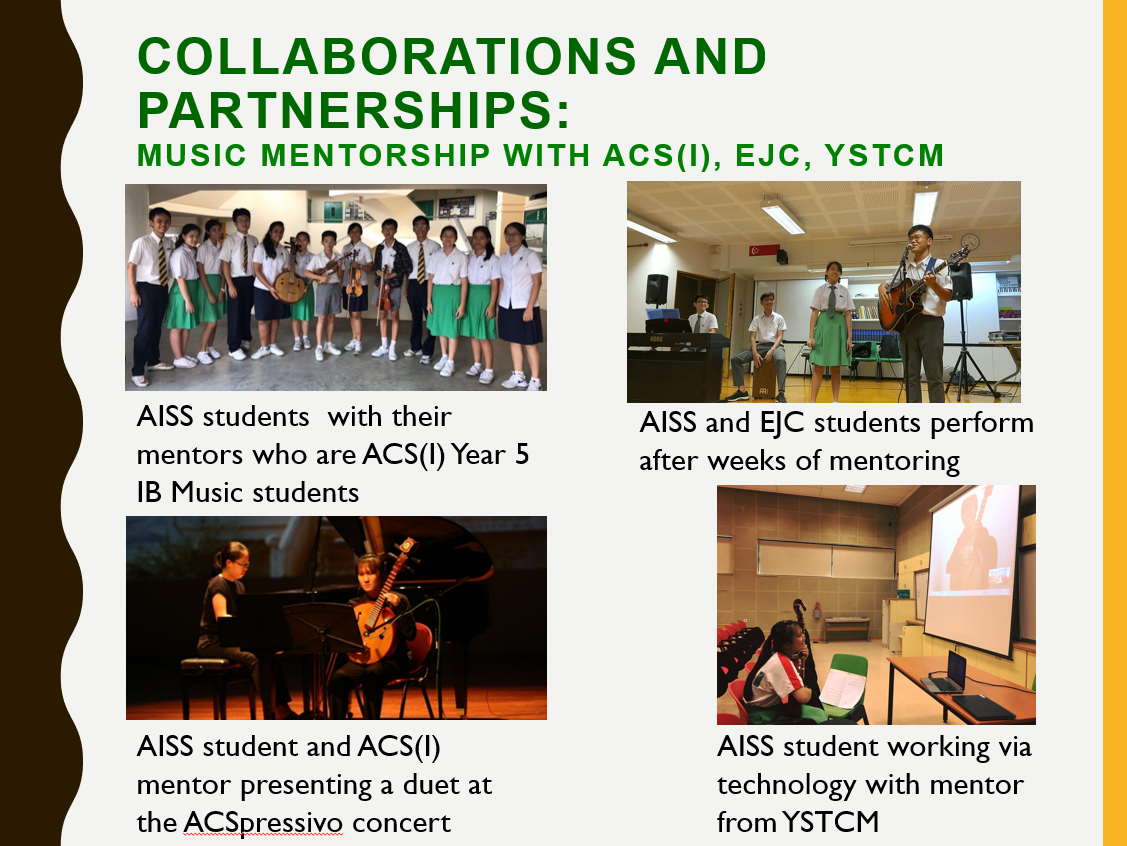 COLLABORATIONS AND
PARTNERSHIPS:
MUSIC MENTORSHIP WITH ACS(I), EJC, YSTCM
AISS students with their
mentors who are ACS(I) Year 5
IB Music students
AISS and EJC students perform
after weeks of mentoring
AISS student and ACS(I)
mentor presenting a duet at
the ACSpressivo concert
AISS student working via
technology with mentor
from YSTCM
KORG